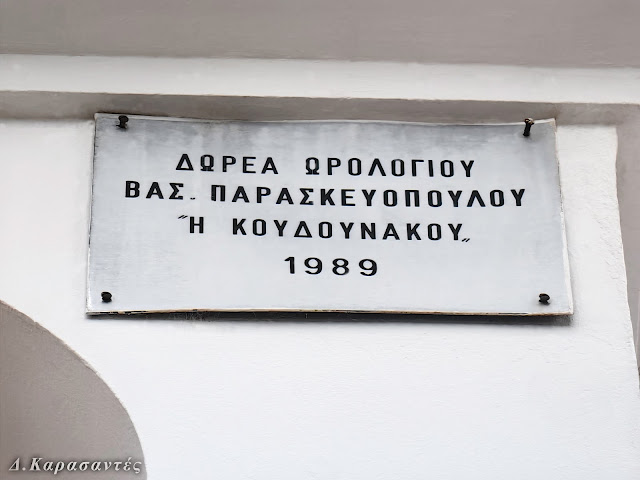 ΔΩΡΕΑ ΩΡΟΛΟΓΙΟΥ
ΒΑΣ. ΠΑΡΑΣΚΕΥΟΠΟΥΛΟΥ
"Η ΚΟΥΔΟΥΝΑΚΟΥ„
1989
Δ.Καρασαντές